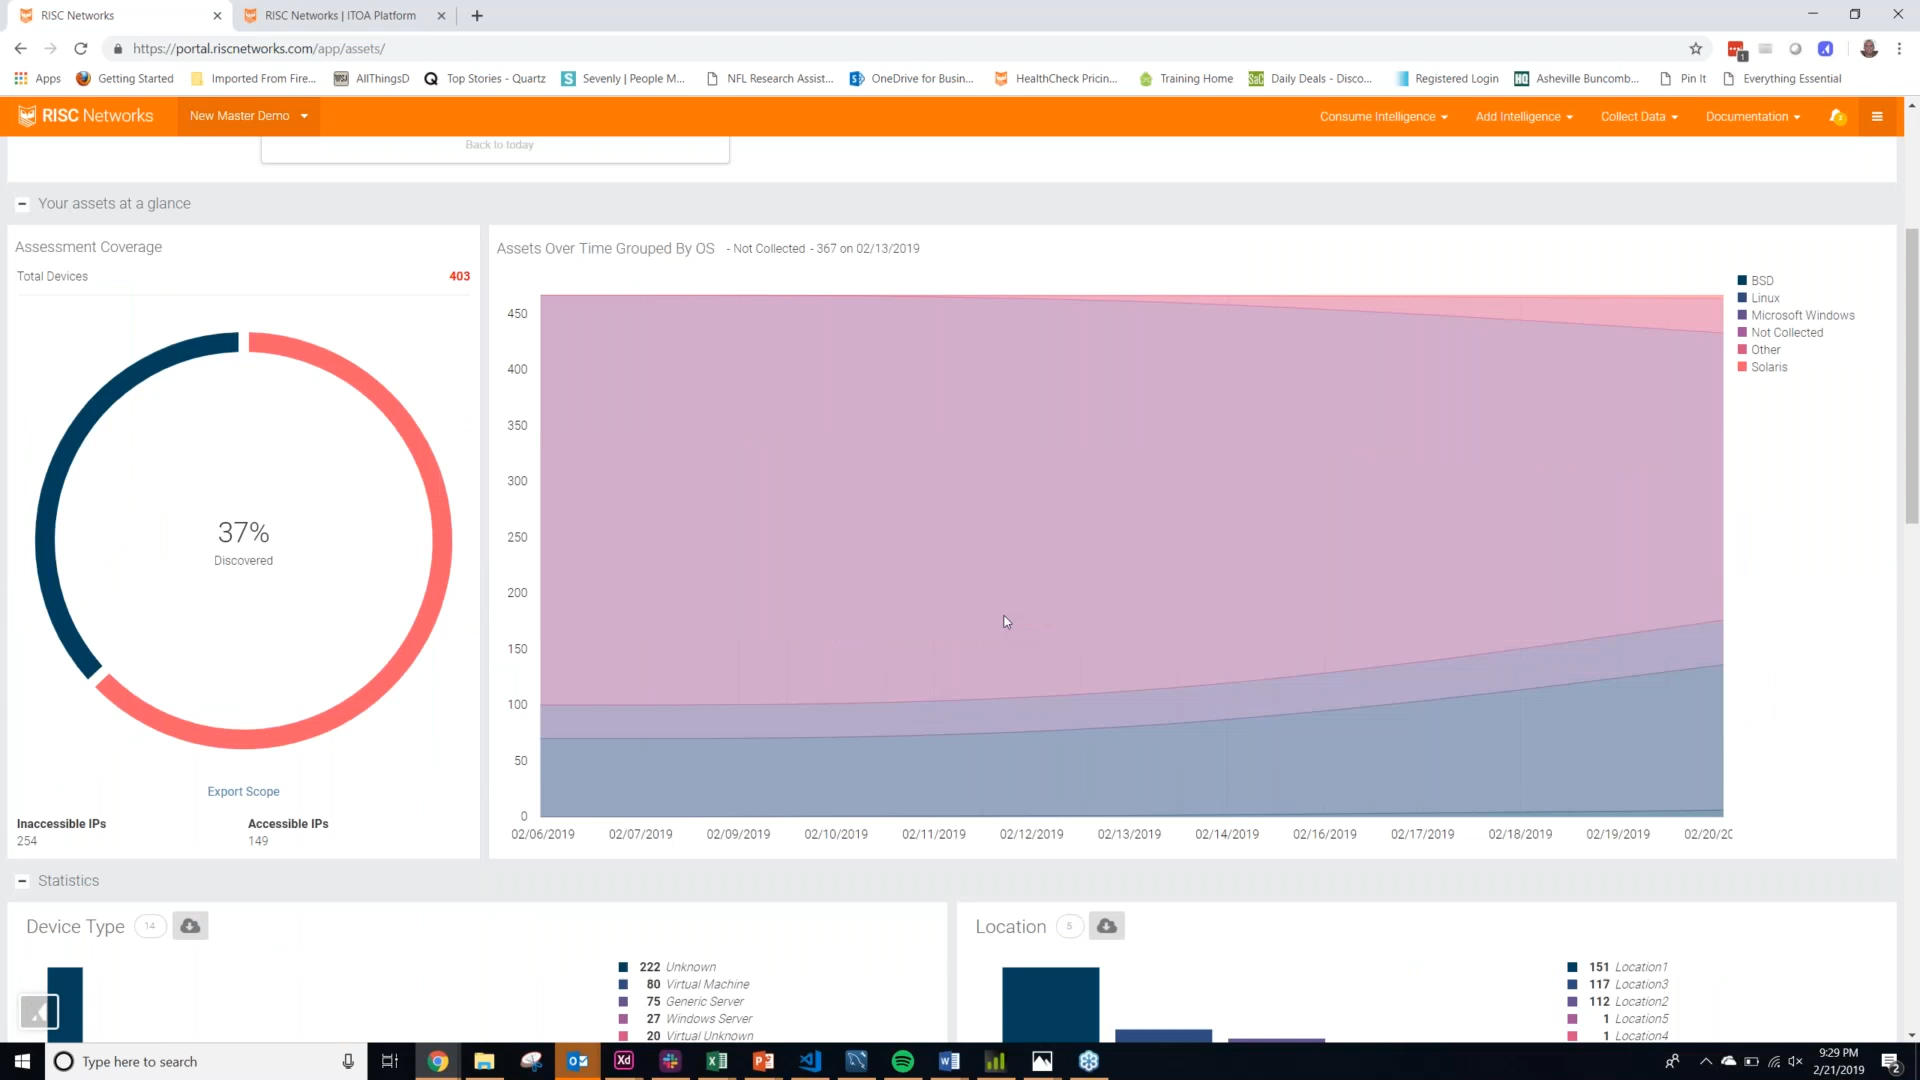 RISC Networks
RISC Networks | ITOA Platform
https://portal.riscnetworks.com/app/assets/
Apps
Getting Started
Imported From Fire...
AllThingsD
Top Stories - Quartz
Sevenly | People M...
NFL Research Assist...
OneDrive for Busin...
HealthCheck Pricin...
Training Home
Daily Deals - Disco...
Registered Login
Asheville Buncomb...
Pin It
Everything Essential
RISC Networks
New Master Demo
Consume Intelligence
Add Intelligence
Collect Data
Documentation
Back to today
Your assets at a glance
Assessment Coverage
Total Devices 403
37%
Discovered
Export Scope
Inaccessible IPs Accessible IPs
254 149
Assets Over Time Grouped By OS - Not Collected - 367 on 02/13/2019
450
400
350
300
250
200
150
100
50
0
02/06/2019 02/07/2019 02/09/2019 02/10/2019 02/11/2019 02/12/2019 02/13/2019 02/14/2019 02/16/2019 02/17/2019 02/18/2019 02/19/2019 02/20/20
BSD
Linux
Microsoft Windows
Not Collected
Other
Solaris
Statistics
Device Type 14
222 Unknown
80 Virtual Machine
75 Generic Server
27 Windows Server
20 Virtual Unknown
Location 5
151 Location1
117 Location3
112 Location2
1 Location5
1 Location4
Type here to search
9:29 PM
2/21/2019
2